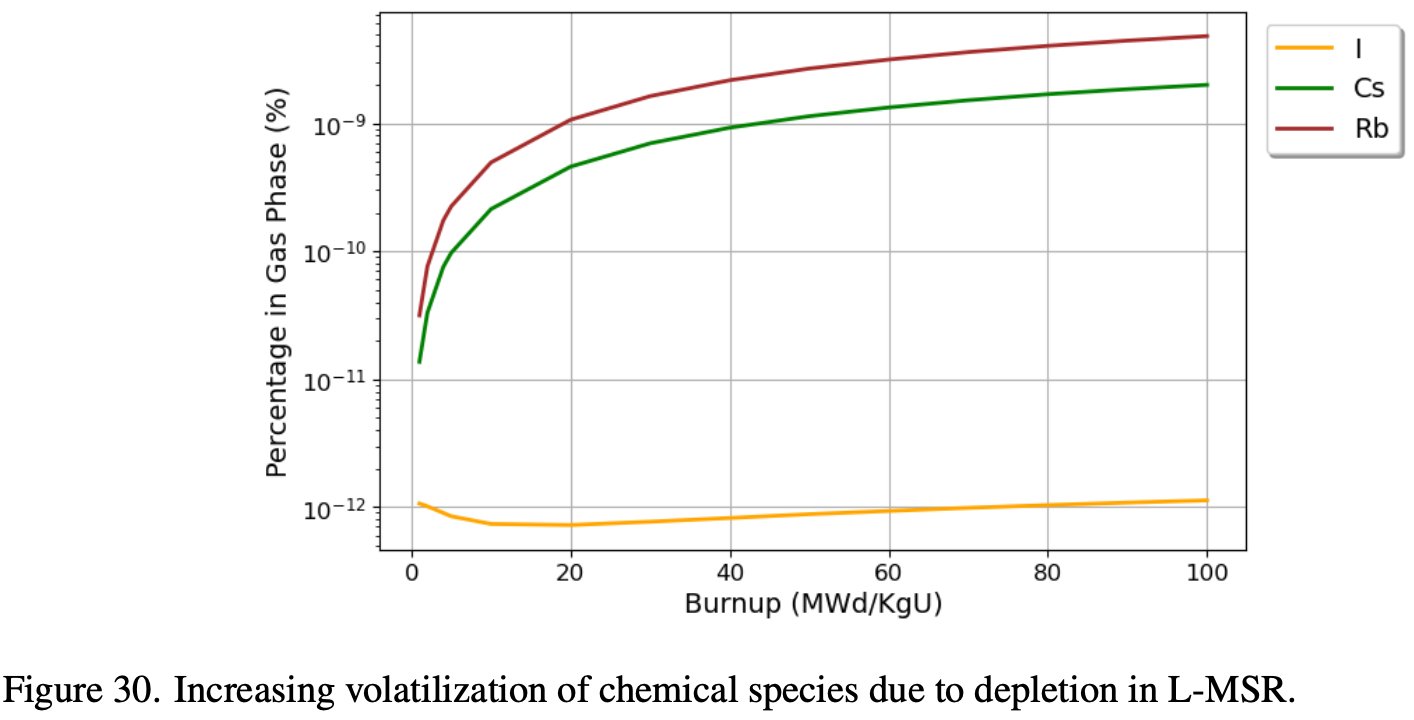 I
Cs
Rb
Percentage in Gas Phase (%)
10⁻⁹
10⁻¹⁰
10⁻¹¹
10⁻¹²
0 20 40 60 80 100
Burnup (MWd/KgU)
Figure 30. Increasing volatilization of chemical species due to depletion in L-MSR.